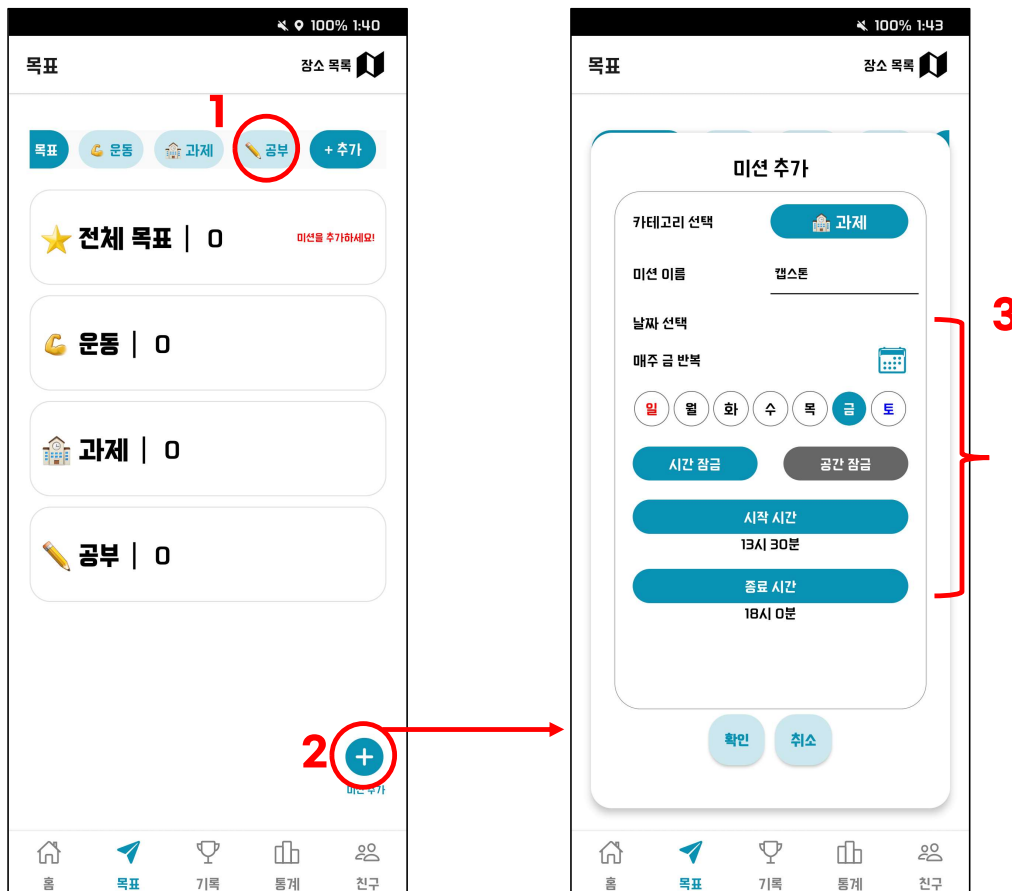 100% 1:40
목표
장소 목록
1
목표
운동
과제
공부
+ 추가
전체 목표 | 0
미션을 추가하세요!
운동 | 0
과제 | 0
공부 | 0
2
+
미션 추가
홈
목표
기록
통계
친구
100% 1:43
목표
장소 목록
미션 추가
카테고리 선택
과제
미션 이름
캡스톤
날짜 선택
3
매주 금 반복
일 월 화 수 목 금 토
시간 잠금
공간 잠금
시작 시간
13시 30분
종료 시간
18시 0분
확인
취소
홈
목표
기록
통계
친구